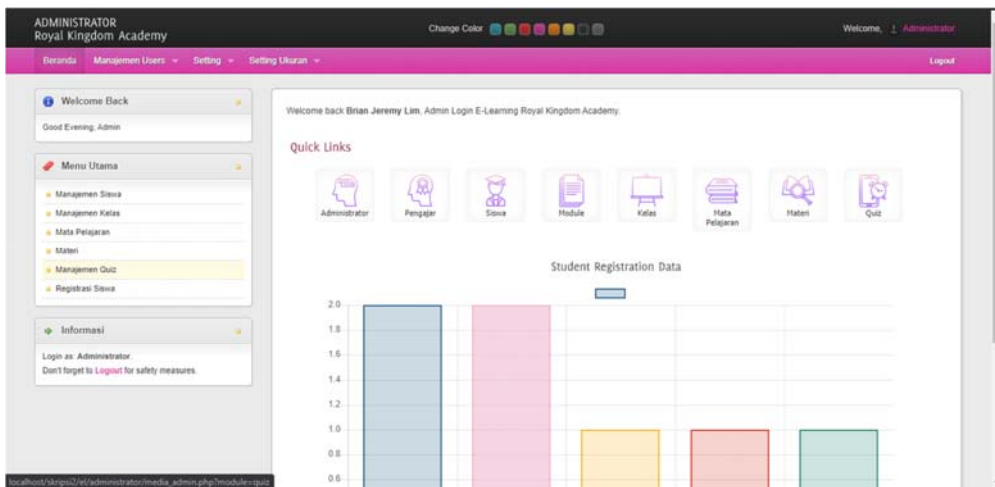 ADMINISTRATOR
Royal Kingdom Academy
Change Color
Welcome, Administrator
Beranda Manajemen Users Setting Setting Ukuran Logout
Welcome Back
Good Evening, Admin
Menu Utama
Manajemen Siswa
Manajemen Kelas
Mata Pelajaran
Materi
Manajemen Quiz
Registrasi Siswa
Informasi
Login as: Administrator.
Don't forget to Logout for safety measures.
Welcome back Brian Jeremy Lim, Admin Login E-Learning Royal Kingdom Academy.
Quick Links
Administrator Pengajar Siswa Module Kelas Mata Pelajaran Materi Quiz
Student Registration Data
2.0
1.8
1.6
1.4
1.2
1.0
0.8
0.6
localhost/skripsi2/el/administrator/media_admin.php?module=quiz